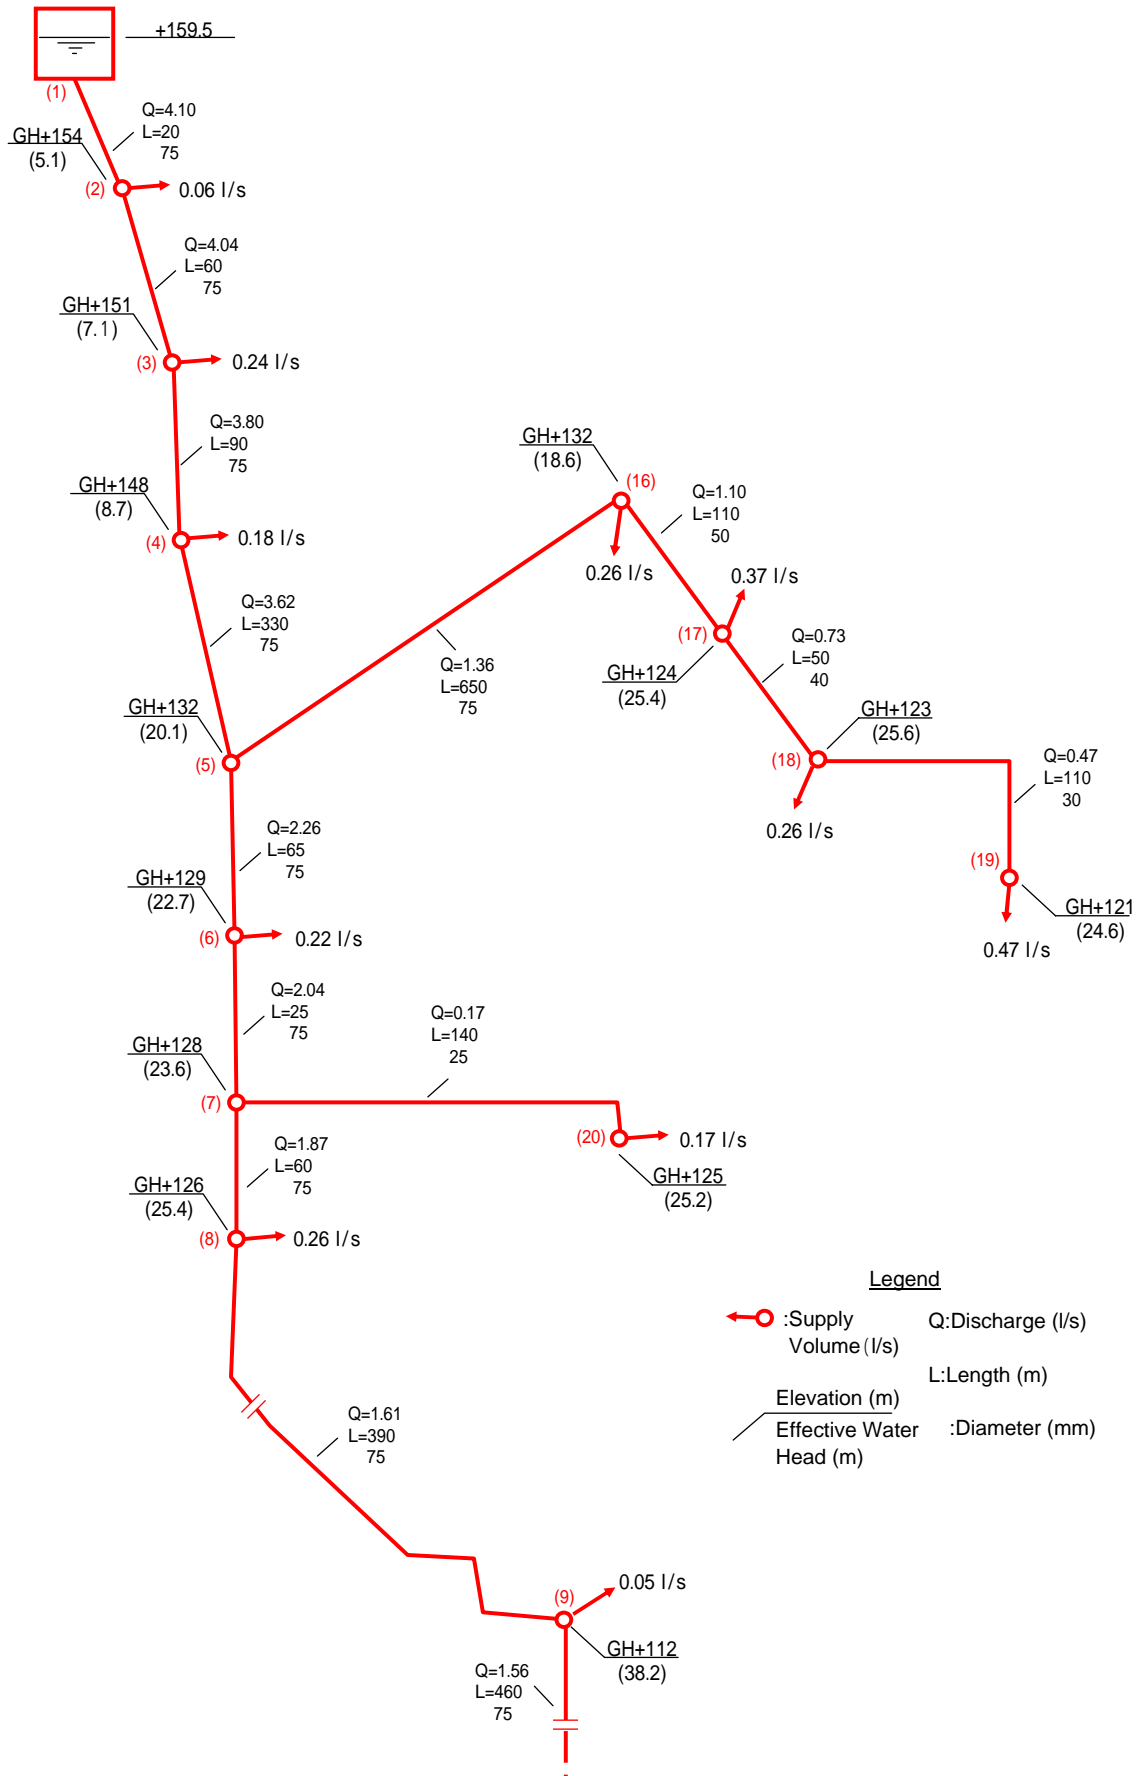 +159.5
(1)
Q=4.10
L=20
75
GH+154
(5.1)
(2)
0.06 l/s
Q=4.04
L=60
75
GH+151
(7.1)
(3)
0.24 l/s
Q=3.80
L=90
75
GH+148
(8.7)
(4)
0.18 l/s
Q=3.62
L=330
75
GH+132
(20.1)
(5)
Q=1.36
L=650
75
GH+132
(18.6)
(16)
0.26 l/s
Q=1.10
L=110
50
0.37 l/s
(17)
GH+124
(25.4)
Q=0.73
L=50
40
GH+123
(25.6)
(18)
0.26 l/s
Q=0.47
L=110
30
(19)
GH+121
(24.6)
0.47 l/s
Q=2.26
L=65
75
GH+129
(22.7)
(6)
0.22 l/s
Q=2.04
L=25
75
GH+128
(23.6)
(7)
Q=0.17
L=140
25
(20)
0.17 l/s
GH+125
(25.2)
Q=1.87
L=60
75
GH+126
(25.4)
(8)
0.26 l/s
Q=1.61
L=390
75
(9)
0.05 l/s
GH+112
(38.2)
Q=1.56
L=460
75
Legend
:Supply
Volume (l/s)
Q:Discharge (l/s)
L:Length (m)
Elevation (m)
Effective Water
Head (m)
:Diameter (mm)